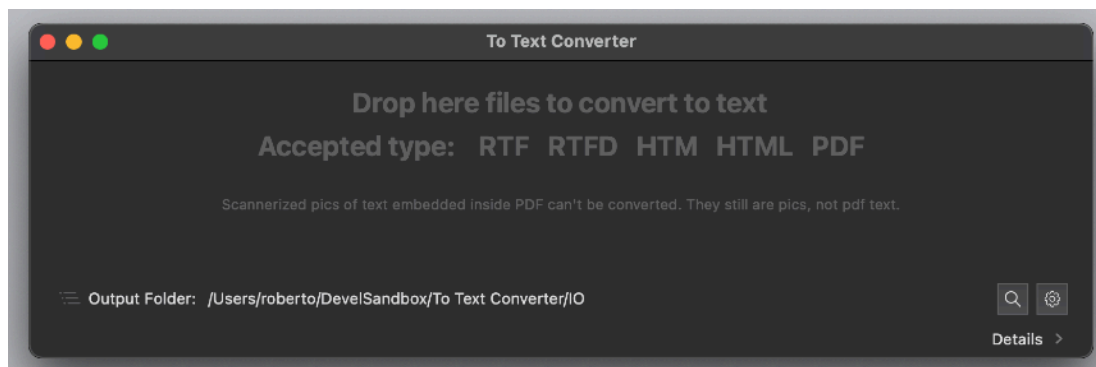 To Text Converter
Drop here files to convert to text
Accepted type: RTF RTFD HTM HTML PDF
Scannerized pics of text embedded inside PDF can't be converted. They still are pics, not pdf text.
Output Folder: /Users/roberto/DevelSandbox/To Text Converter/IO
Details >